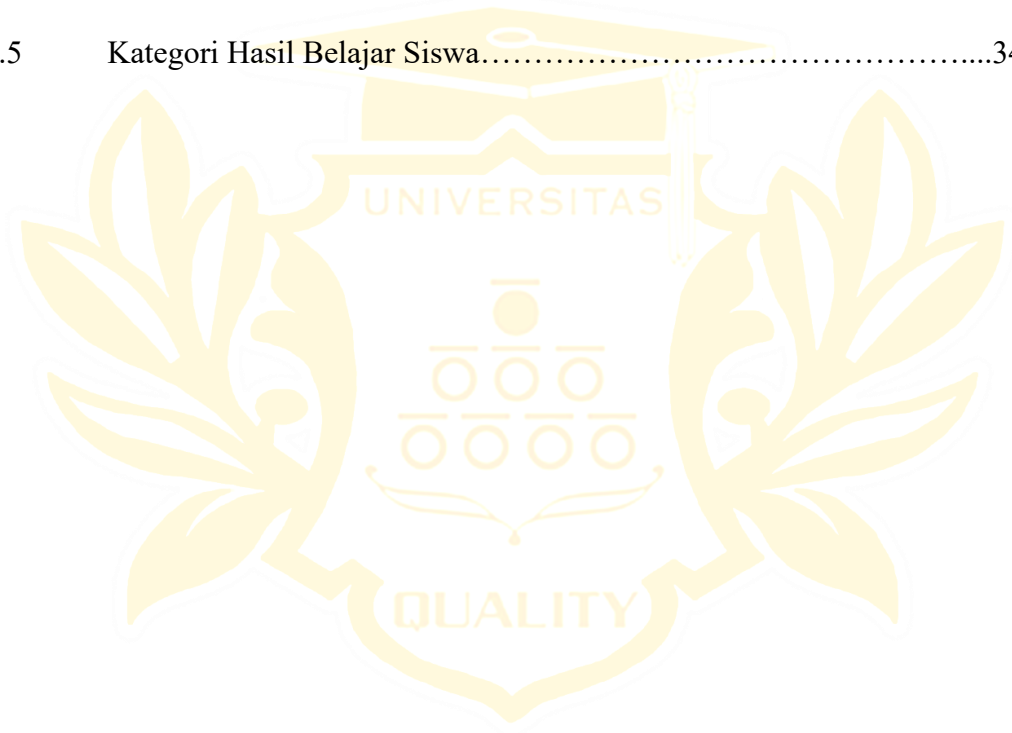 .5 Kategori Hasil Belajar Siswa…………………………………………....34
UNIVERSITAS
QUALITY